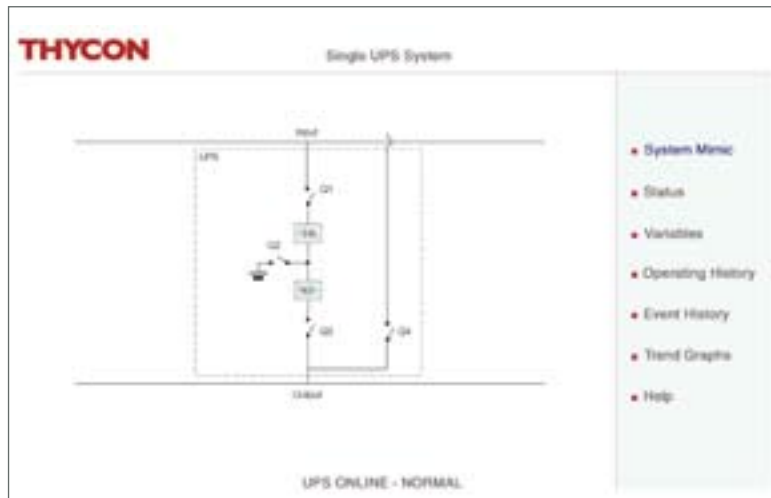 THYCON
Single UPS System
Input
UPS
Q1
Q2
Q3
Q4
Output
System Mimic
Status
Variables
Operating History
Event History
Trend Graphs
Help
UPS ONLINE - NORMAL